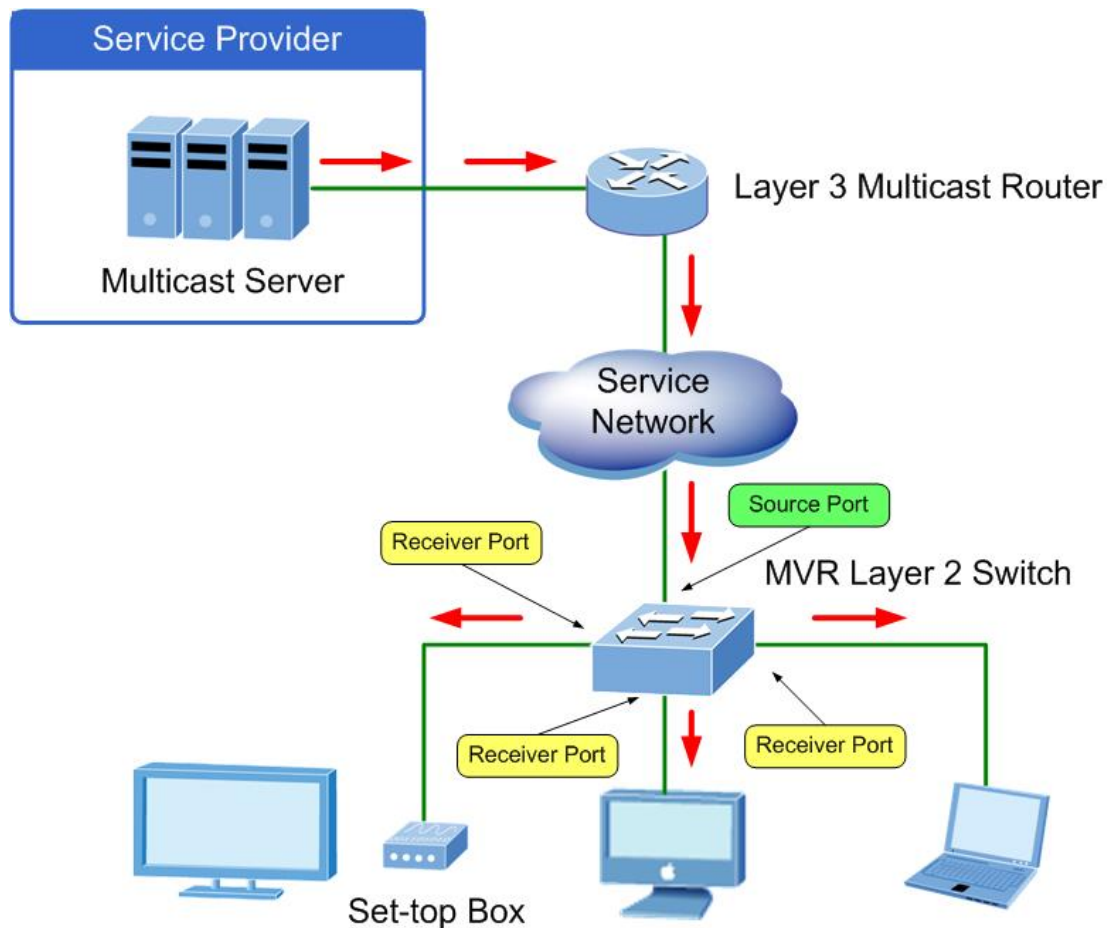 Service Provider
Multicast Server
Layer 3 Multicast Router
Service
Network
Source Port
Receiver Port
MVR Layer 2 Switch
Receiver Port
Receiver Port
Set-top Box